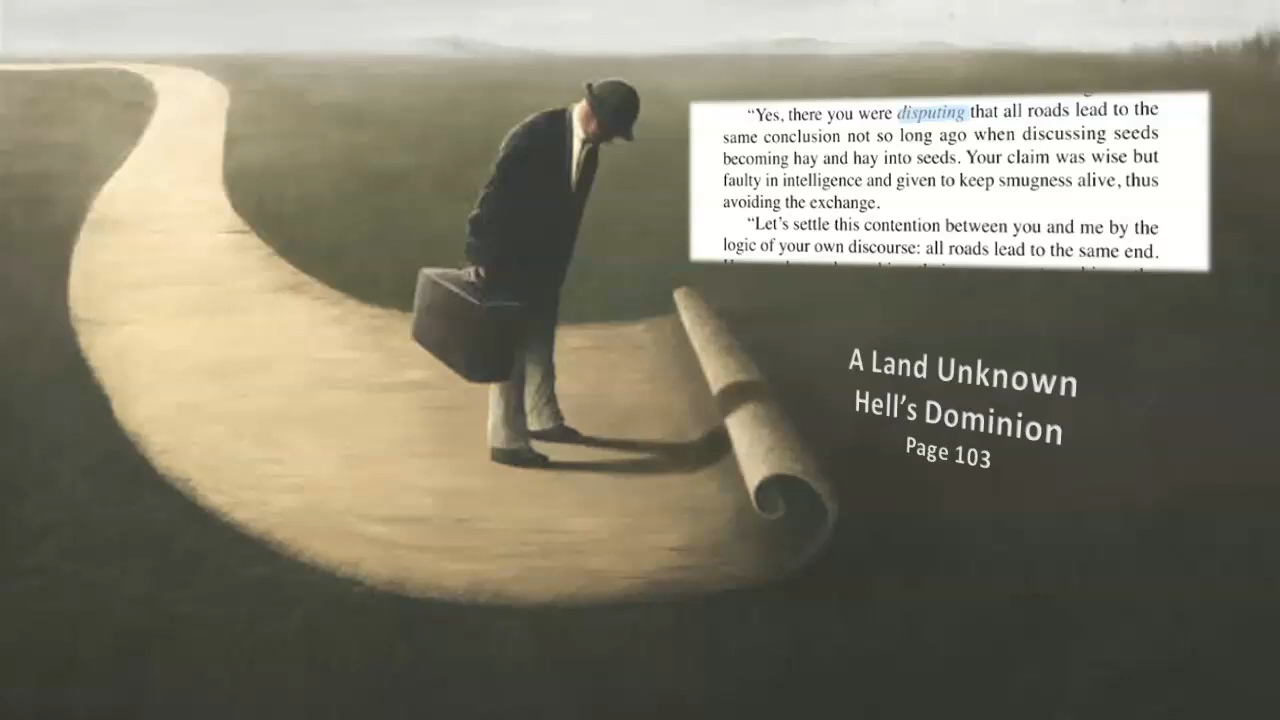 “Yes, there you were disputing that all roads lead to the
same conclusion not so long ago when discussing seeds
becoming hay and hay into seeds. Your claim was wise but
faulty in intelligence and given to keep smugness alive, thus
avoiding the exchange.
“Let’s settle this contention between you and me by the
logic of your own discourse: all roads lead to the same end.
A Land Unknown
Hell’s Dominion
Page 103